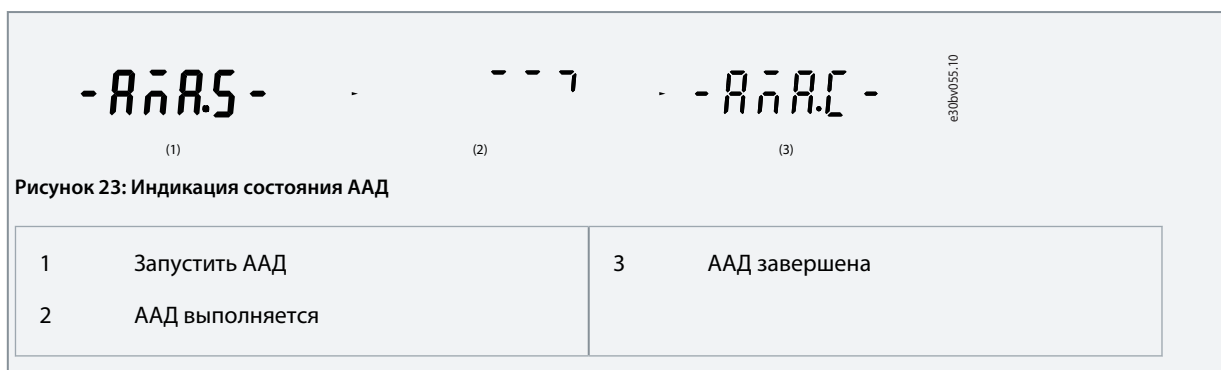 -AMA.S- - -AMA.C-
e30bv055.10
(1) (2) (3)
Рисунок 23: Индикация состояния ААД
1 Запустить ААД 3 ААД завершена
2 ААД выполняется